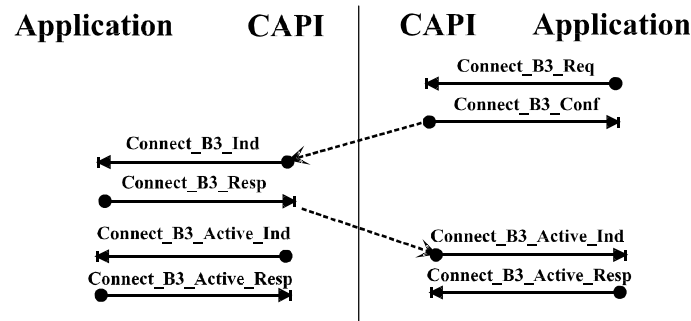 Application CAPI CAPI Application
Connect_B3_Req
Connect_B3_Conf
Connect_B3_Ind
Connect_B3_Resp
Connect_B3_Active_Ind Connect_B3_Active_Ind
Connect_B3_Active_Resp Connect_B3_Active_Resp